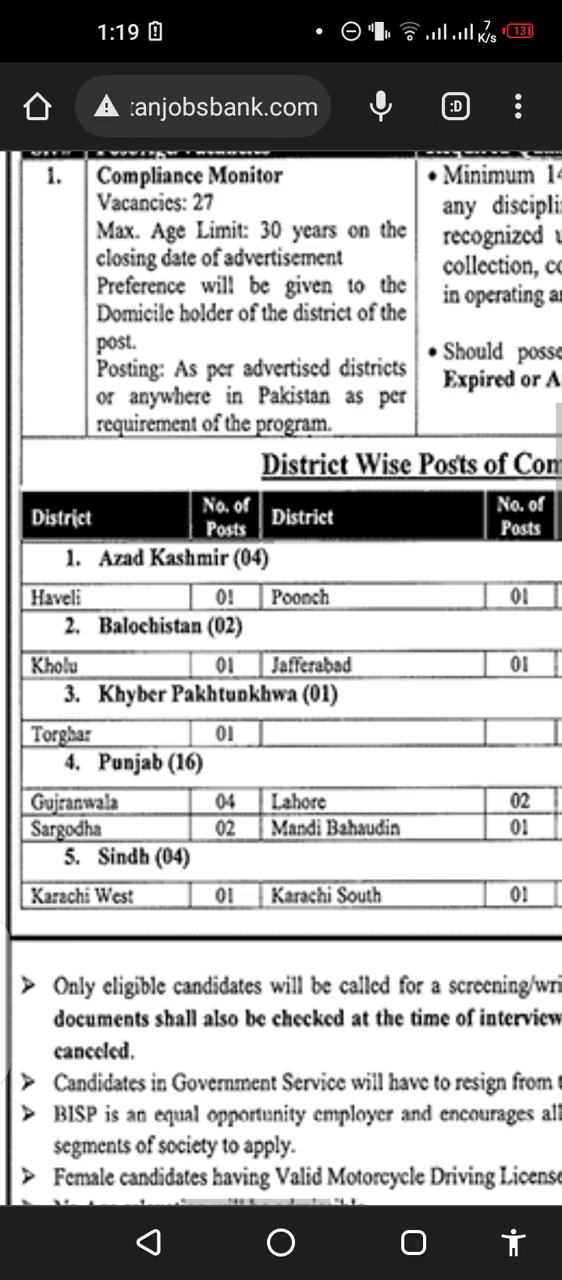 1:19
7
K/s
13
:anjobsbank.com
:D
1. Compliance Monitor
Vacancies: 27
Max. Age Limit: 30 years on the
closing date of advertisement
Preference will be given to the
Domicile holder of the district of the
post.
Posting: As per advertised districts
or anywhere in Pakistan as per
requirement of the program.
• Minimum 14
any discipli
recognized u
collection, co
in operating a
• Should posse
Expired or A
District Wise Posts of Com
District No. of Posts District No. of Posts
1. Azad Kashmir (04)
Haveli 01 Poonch 01
2. Balochistan (02)
Kholu 01 Jafferabad 01
3. Khyber Pakhtunkhwa (01)
Torghar 01
4. Punjab (16)
Gujranwala 04 Lahore 02
Sargodha 02 Mandi Bahaudin 01
5. Sindh (04)
Karachi West 01 Karachi South 01
➤ Only eligible candidates will be called for a screening/wri
documents shall also be checked at the time of interview
canceled.
➤ Candidates in Government Service will have to resign from t
➤ BISP is an equal opportunity employer and encourages all
segments of society to apply.
➤ Female candidates having Valid Motorcycle Driving License